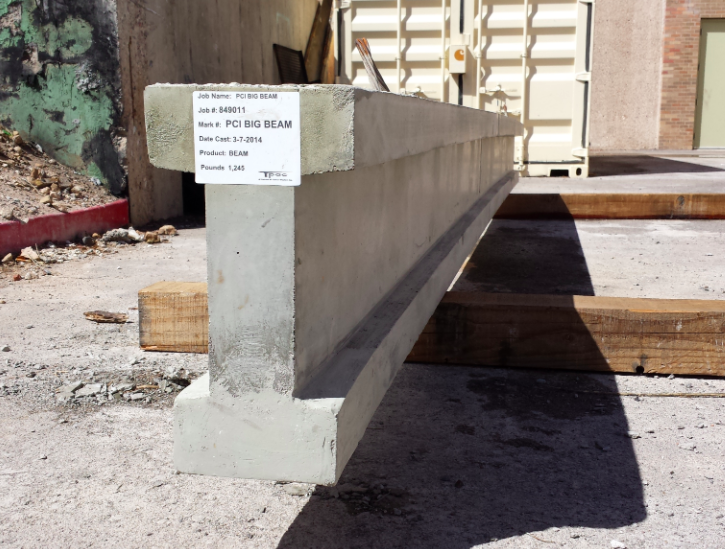 Job Name: PCI BIG BEAM
Job #: 849011
Mark #: PCI BIG BEAM
Date Cast: 3-7-2014
Product: BEAM
Pounds 1,245